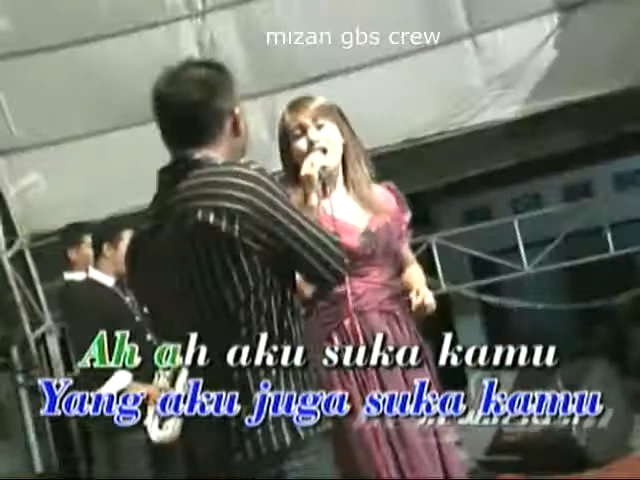 mizan gbs crew
Ah ah aku suka kamu
Yang aku juga suka kamu